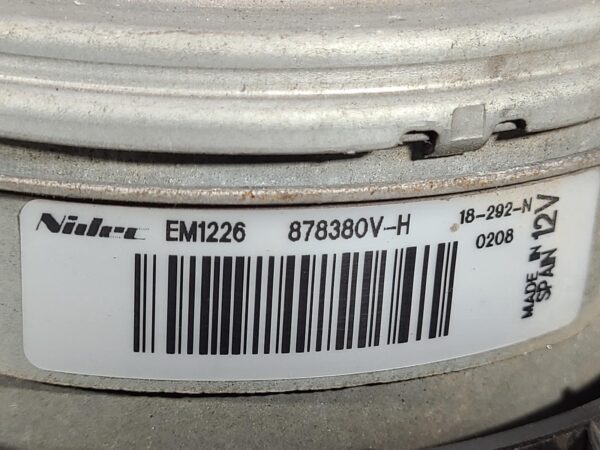 Nidec EM1226 878380V-H 18-292-N
0208
MADE IN
SPAIN 12V